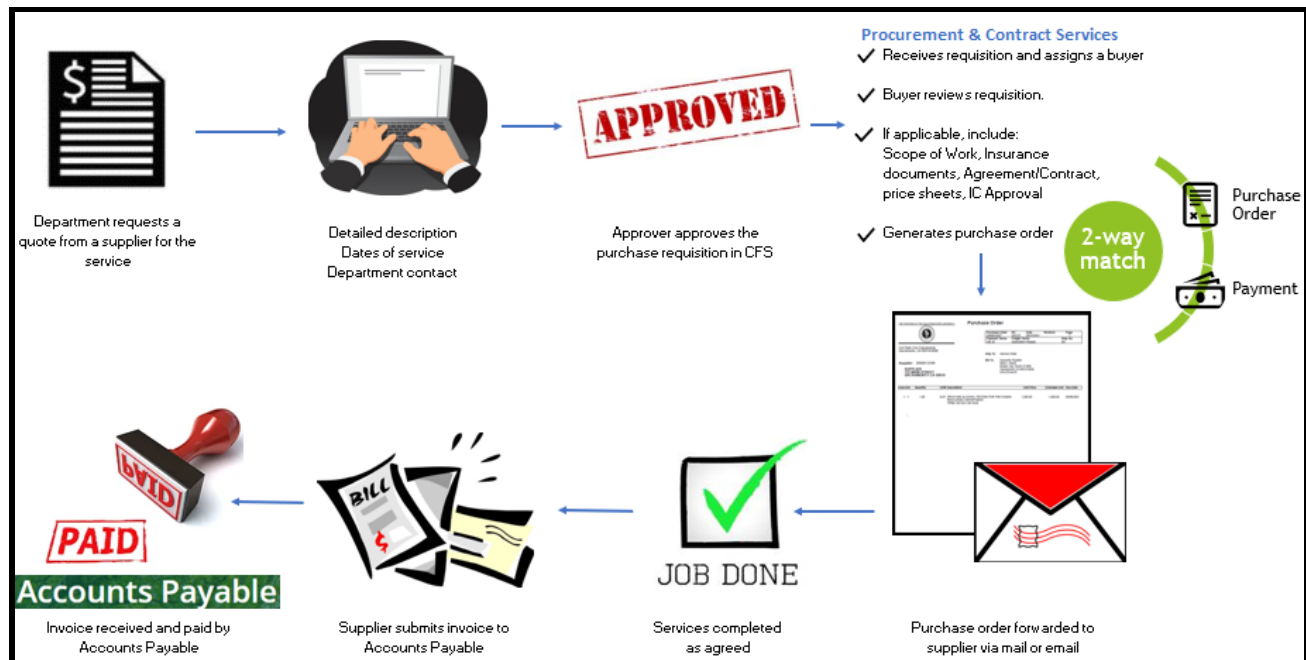 Department requests a
quote from a supplier for the
service
Detailed description
Dates of service
Department contact
APPROVED
Approver approves the
purchase requisition in CFS
Procurement & Contract Services
Receives requisition and assigns a buyer
Buyer reviews requisition.
If applicable, include:
Scope of Work, Insurance
documents, Agreement/Contract,
price sheets, IC Approval
Generates purchase order
2-way
match
Purchase
Order
Payment
Purchase Order
Purchase order forwarded to
supplier via mail or email
JOB DONE
Services completed
as agreed
BILL
$
Supplier submits invoice to
Accounts Payable
PAID
PAID
Accounts Payable
Invoice received and paid by
Accounts Payable